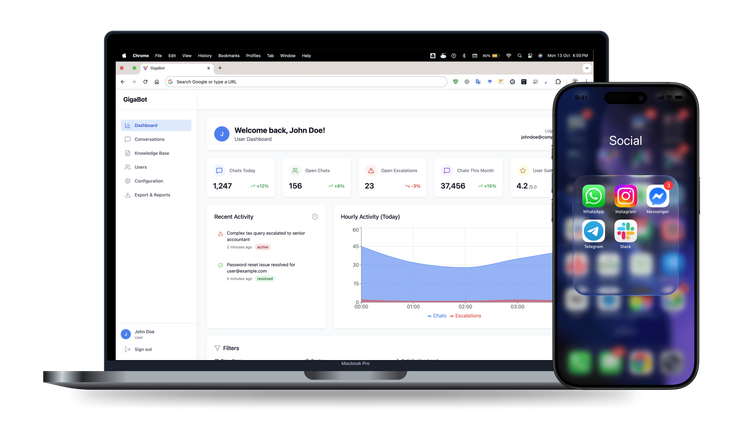 Chrome File Edit View History Bookmarks Profiles Tab Window Help
80% Mon 13 Oct 4:05 PM
GigaBot
Search Google or type a URL
GigaBot
Dashboard
Conversations
Knowledge Base
Users
Configuration
Export & Reports
John Doe
User
Sign out
J
Welcome back, John Doe!
User Dashboard
johndoe@com
Chats Today
1,247 +12%
Open Chats
156 +8%
Open Escalations
23 -3%
Chats This Month
37,456 +15%
User Sa
4.2 /5.0
Recent Activity
Complex tax query escalated to senior
accountant
2 minutes ago active
Password reset issue resolved for
user@example.com
5 minutes ago resolved
Hourly Activity (Today)
60
45
30
15
0
00:00 01:00 02:00 03:00
Chats Escalations
Filters
Macbook Pro
9:41
Social
3
WhatsApp Instagram Messenger
Telegram Slack